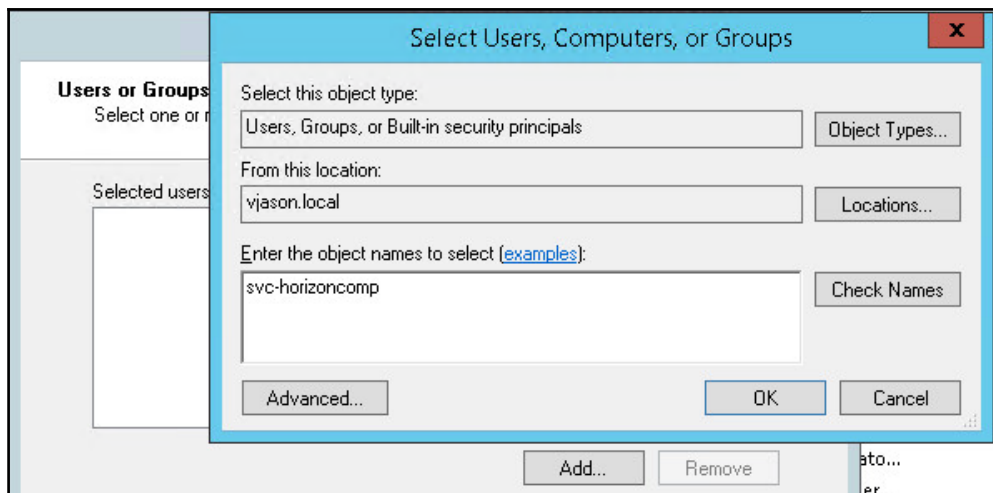 Select Users, Computers, or Groups
x
Users or Groups
Select one or
Selected users
Select this object type:
Users, Groups, or Built-in security principals
Object Types...
From this location:
vjason.local
Locations...
Enter the object names to select (examples):
svc-horizoncomp
Check Names
Advanced...
OK
Cancel
Add...
Remove
ato...
er